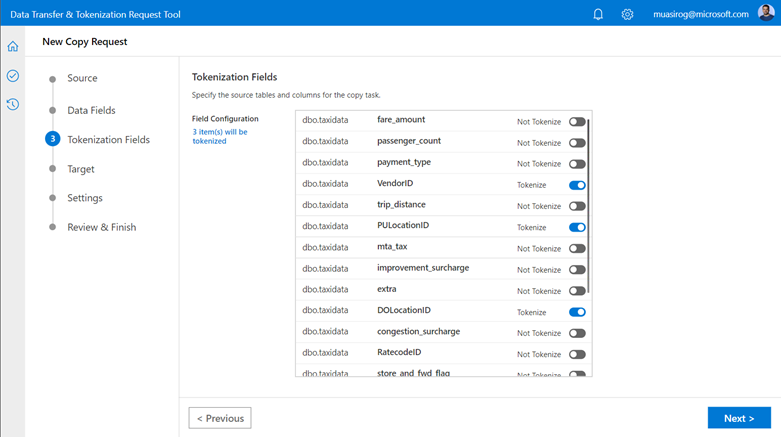 Data Transfer & Tokenization Request Tool
muasirog@microsoft.com
New Copy Request
Source
Data Fields
3 Tokenization Fields
Target
Settings
Review & Finish
Tokenization Fields
Specify the source tables and columns for the copy task.
Field Configuration
3 item(s) will be
tokenized
dbo.taxidata fare_amount Not Tokenize
dbo.taxidata passenger_count Not Tokenize
dbo.taxidata payment_type Not Tokenize
dbo.taxidata VendorID Tokenize
dbo.taxidata trip_distance Not Tokenize
dbo.taxidata PULocationID Tokenize
dbo.taxidata mta_tax Not Tokenize
dbo.taxidata improvement_surcharge Not Tokenize
dbo.taxidata extra Not Tokenize
dbo.taxidata DOLocationID Tokenize
dbo.taxidata congestion_surcharge Not Tokenize
dbo.taxidata RatecodeID Not Tokenize
dbo.taxidata store_and_fwd_flag Not Tokenize
< Previous
Next >